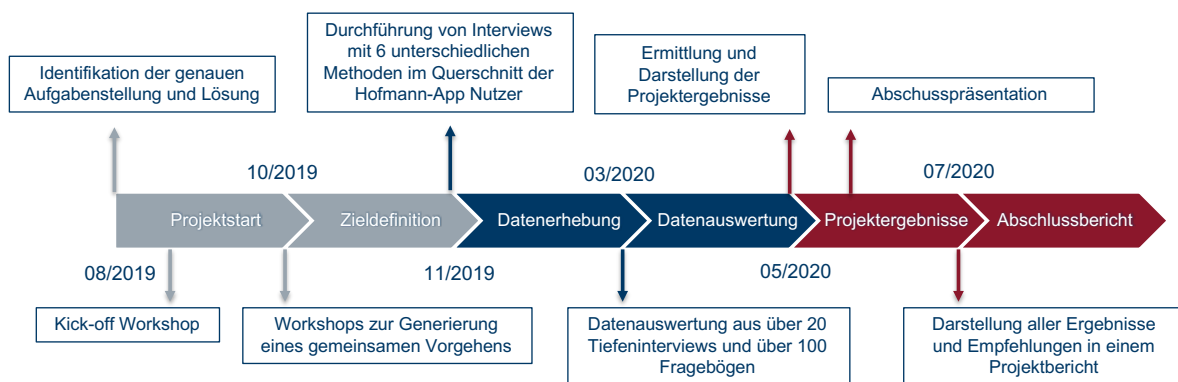 Durchführung von Interviews
mit 6 unterschiedlichen
Methoden im Querschnitt der
Hofmann-App Nutzer
Identifikation der genauen
Aufgabenstellung und Lösung
Ermittlung und
Darstellung der
Projektergebnisse
Abschusspräsentation
10/2019
03/2020
07/2020
Projektstart
Zieldefinition
Datenerhebung
Datenauswertung
Projektergebnisse
Abschlussbericht
08/2019
11/2019
05/2020
Kick-off Workshop
Workshops zur Generierung
eines gemeinsamen Vorgehens
Datenauswertung aus über 20
Tiefeninterviews und über 100
Fragebögen
Darstellung aller Ergebnisse
und Empfehlungen in einem
Projektbericht